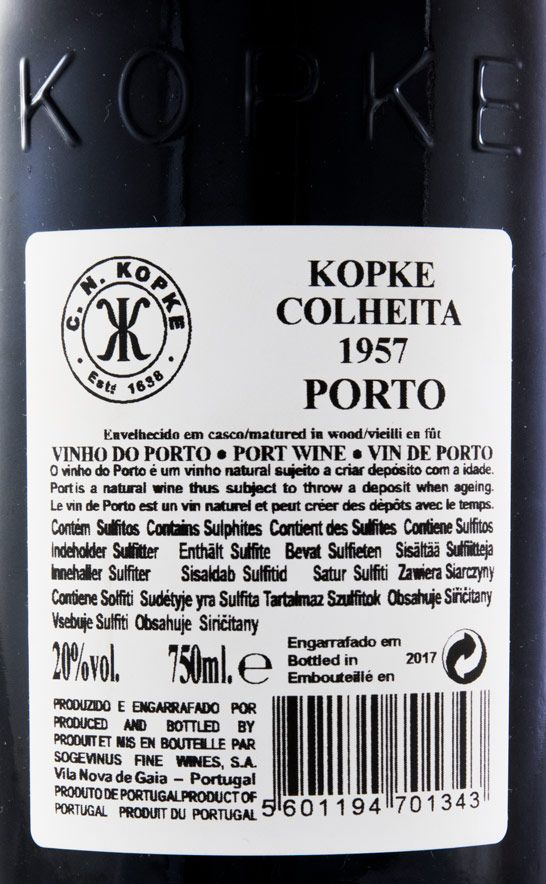 KOPKE
C. N. KOPKE
Estd 1638
KOPKE
COLHEITA
1957
PORTO
Envelhecido em casco/matured in wood/vieilli en fût
VINHO DO PORTO • PORT WINE • VIN DE PORTO
O vinho do Porto é um vinho natural sujeito a criar depósito com a idade.
Port is a natural wine thus subject to throw a deposit when ageing.
Le vin de Porto est un vin naturel et peut créer des dépôts avec le temps.
Contém Sulfitos Contains Sulphites Contient des Sulfites Contiene Sulfitos
Indeholder Sulfitter Enthält Sulfite Bevat Sulfieten Sisältää Sulfiitteja
Innehaller Sulfiter Sisaldab Sulfitid Satur Sulfiti Zawiera Siarczyny
Contiene Solfiti Sudétyje yra Sulfita Tartalmaz Szulfitok Obsahuje Siričitany
Vsebuje Sulfiti Obsahuje Siričitany
20%vol. 750ml. e
Engarrafado em
Bottled in 2017
Embouteillé en
PRODUZIDO E ENGARRAFADO POR
PRODUCED AND BOTTLED BY
PRODUIT ET MIS EN BOUTEILLE PAR
SOGEVINUS FINE WINES, S.A.
Vila Nova de Gaia – Portugal
PRODUTO DE PORTUGAL PRODUCT OF
PORTUGAL PRODUIT DU PORTUGAL
5 601194 701343